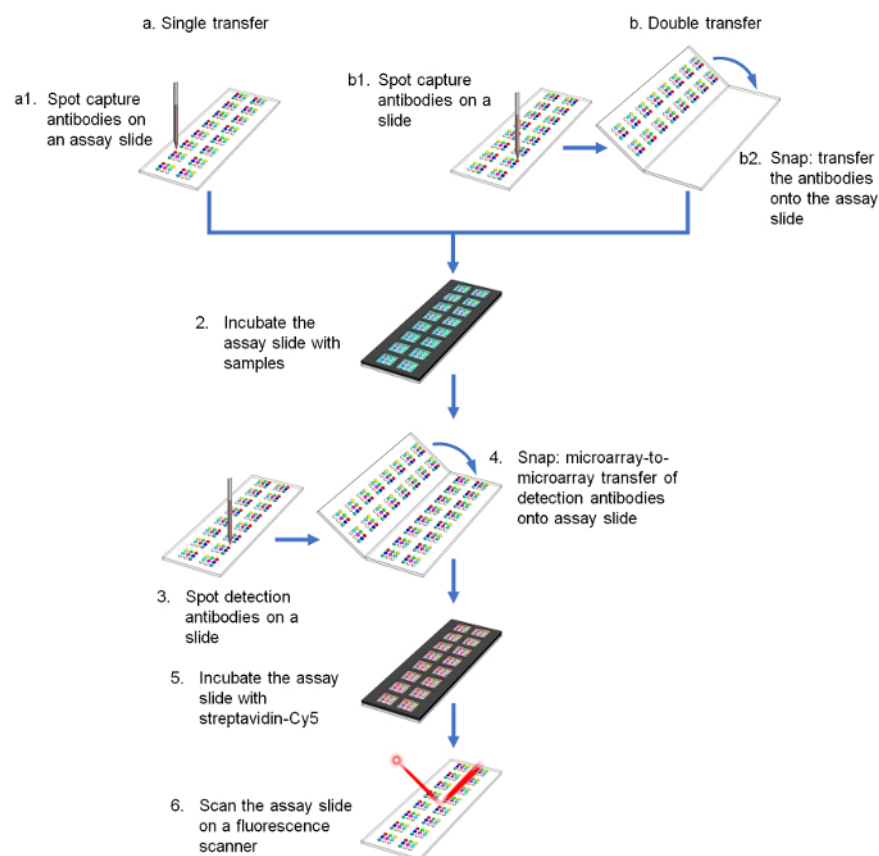 a. Single transfer
b. Double transfer
a1. Spot capture
antibodies on
an assay slide
b1. Spot capture
antibodies on a
slide
b2. Snap: transfer
the antibodies
onto the assay
slide
2. Incubate the
assay slide with
samples
4. Snap: microarray-to-
microarray transfer of
detection antibodies
onto assay slide
3. Spot detection
antibodies on a
slide
5. Incubate the assay
slide with
streptavidin-Cy5
6. Scan the assay slide
on a fluorescence
scanner